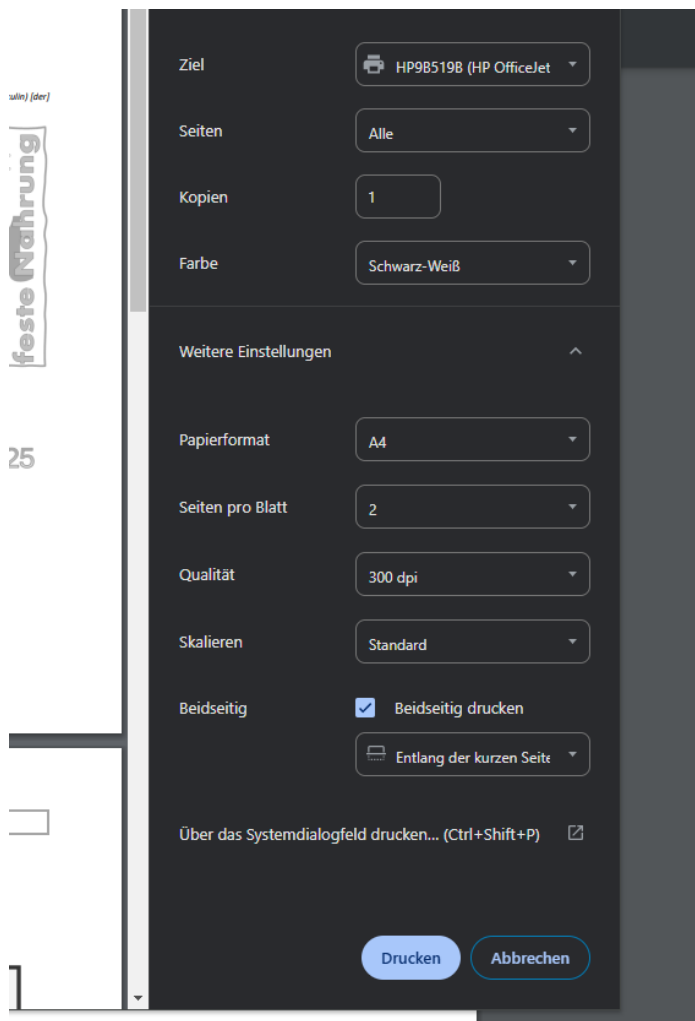 Ziel
HP9B519B (HP OfficeJet
ulin) [der]
Seiten
Alle
feste Nahrung
Kopien
1
Farbe
Schwarz-Weiß
Weitere Einstellungen
Papierformat
A4
25
Seiten pro Blatt
2
Qualität
300 dpi
Skalieren
Standard
Beidseitig
Beidseitig drucken
Entlang der kurzen Seite
Über das Systemdialogfeld drucken... (Ctrl+Shift+P)
Drucken
Abbrechen